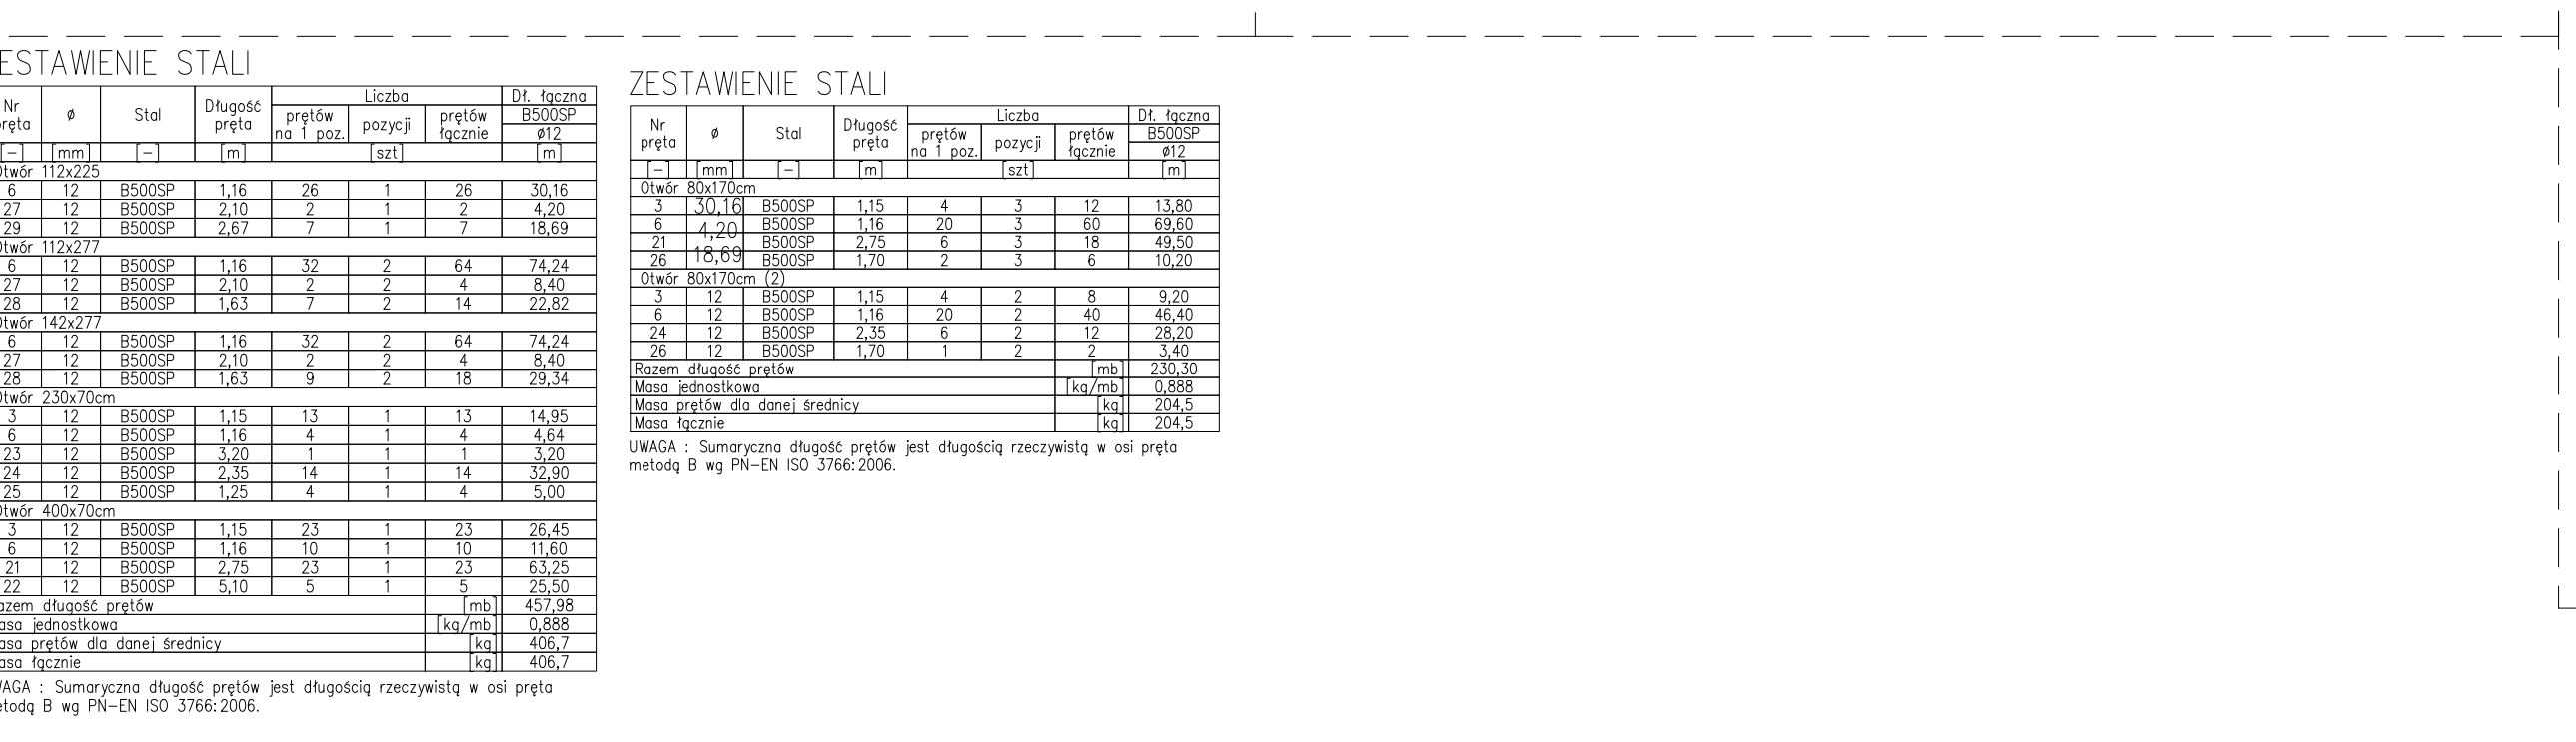 ESTAWIENIE STALI
Nr pręta ø Stal Długość pręta Liczba Dł. łączna
prętów na 1 poz. pozycji prętów łącznie B500SP
ø12
[-] [mm] [-] [m] [szt] [m]
Otwór 112x225
6 12 B500SP 1,16 26 1 26 30,16
27 12 B500SP 2,10 2 1 2 4,20
29 12 B500SP 2,67 7 1 7 18,69
Otwór 112x277
6 12 B500SP 1,16 32 2 64 74,24
27 12 B500SP 2,10 2 2 4 8,40
28 12 B500SP 1,63 7 2 14 22,82
Otwór 142x277
6 12 B500SP 1,16 32 2 64 74,24
27 12 B500SP 2,10 2 2 4 8,40
28 12 B500SP 1,63 9 2 18 29,34
Otwór 230x70cm
3 12 B500SP 1,15 13 1 13 14,95
6 12 B500SP 1,16 4 1 4 4,64
23 12 B500SP 3,20 1 1 1 3,20
24 12 B500SP 2,35 14 1 14 32,90
25 12 B500SP 1,25 4 1 4 5,00
Otwór 400x70cm
3 12 B500SP 1,15 23 1 23 26,45
6 12 B500SP 1,16 10 1 10 11,60
21 12 B500SP 2,75 23 1 23 63,25
22 12 B500SP 5,10 5 1 5 25,50
azem długość prętów [mb] 457,98
asa jednostkowa [kg/mb] 0,888
asa prętów dla danej średnicy [kg] 406,7
asa łącznie [kg] 406,7
WAGA : Sumaryczna długość prętów jest długością rzeczywistą w osi pręta
etodą B wg PN-EN ISO 3766:2006.
ZESTAWIENIE STALI
Nr pręta ø Stal Długość pręta Liczba Dł. łączna
prętów na 1 poz. pozycji prętów łącznie B500SP
ø12
[-] [mm] [-] [m] [szt] [m]
Otwór 80x170cm
3 30,16 B500SP 1,15 4 3 12 13,80
6 4,20 B500SP 1,16 20 3 60 69,60
21 18,69 B500SP 2,75 6 3 18 49,50
26 B500SP 1,70 2 3 6 10,20
Otwór 80x170cm (2)
3 12 B500SP 1,15 4 2 8 9,20
6 12 B500SP 1,16 20 2 40 46,40
24 12 B500SP 2,35 6 2 12 28,20
26 12 B500SP 1,70 1 2 2 3,40
Razem długość prętów [mb] 230,30
Masa jednostkowa [kg/mb] 0,888
Masa prętów dla danej średnicy [kg] 204,5
Masa łącznie [kg] 204,5
UWAGA : Sumaryczna długość prętów jest długością rzeczywistą w osi pręta
metodą B wg PN-EN ISO 3766:2006.